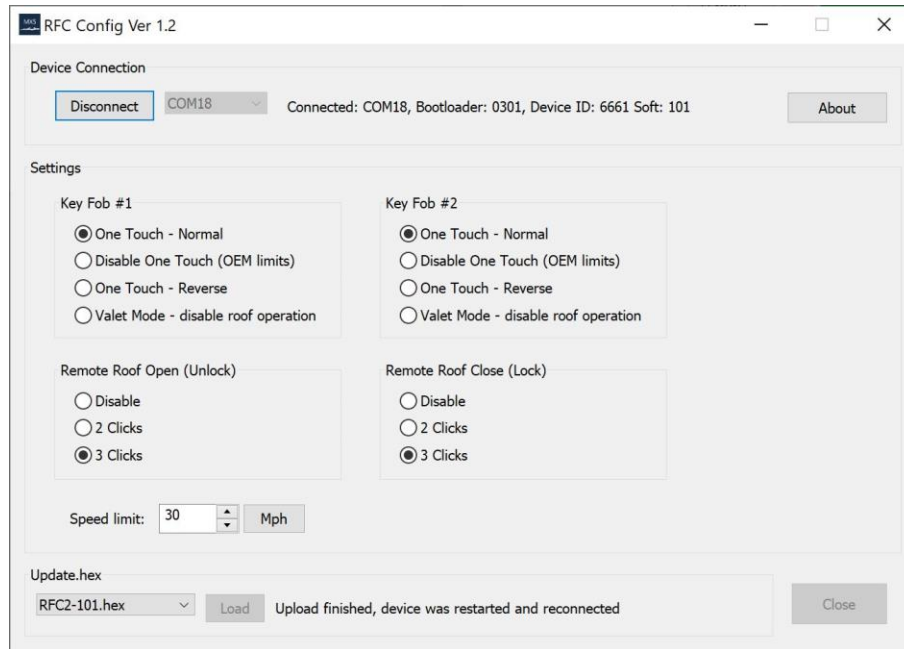 MX5
RFC Config Ver 1.2
Device Connection
Disconnect
COM18
Connected: COM18, Bootloader: 0301, Device ID: 6661 Soft: 101
About
Settings
Key Fob #1
One Touch - Normal
Disable One Touch (OEM limits)
One Touch - Reverse
Valet Mode - disable roof operation
Key Fob #2
One Touch - Normal
Disable One Touch (OEM limits)
One Touch - Reverse
Valet Mode - disable roof operation
Remote Roof Open (Unlock)
Disable
2 Clicks
3 Clicks
Remote Roof Close (Lock)
Disable
2 Clicks
3 Clicks
Speed limit: 30 Mph
Update.hex
RFC2-101.hex
Load
Upload finished, device was restarted and reconnected
Close